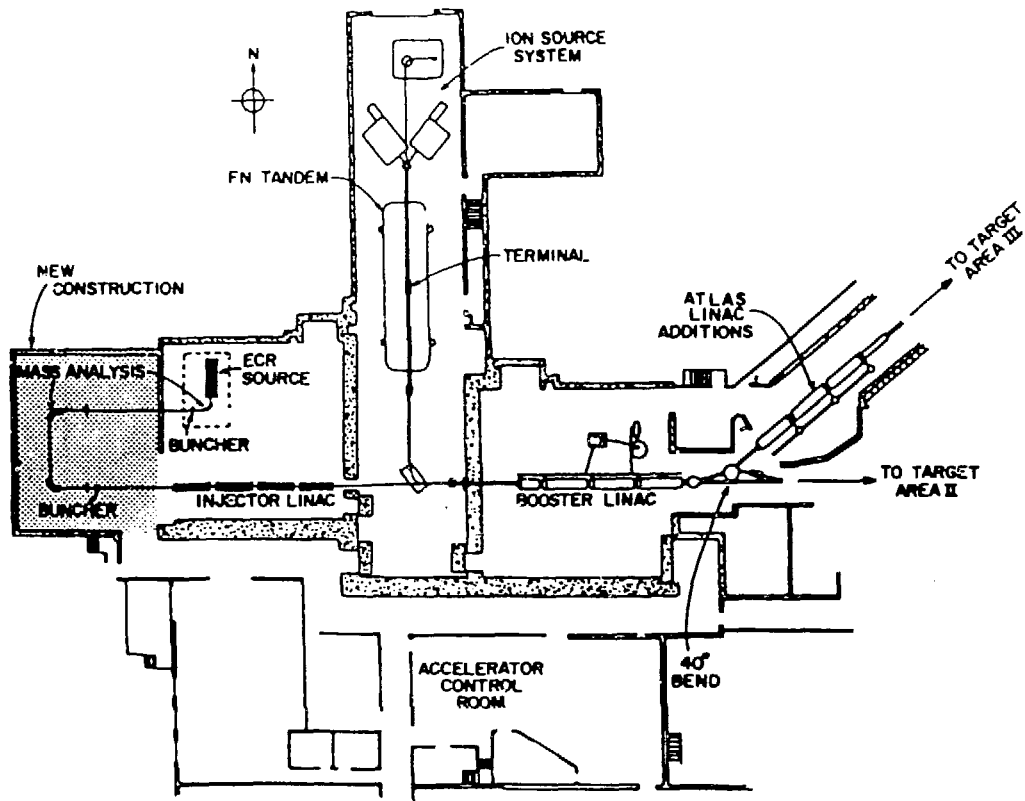 ION SOURCE
SYSTEM
N
FN TANDEM
TERMINAL
NEW
CONSTRUCTION
TO TARGET
AREA III
ATLAS
LINAC
ADDITIONS
MASS ANALYSIS
ECR
SOURCE
BUNCHER
BUNCHER
INJECTOR LINAC
BOOSTER LINAC
TO TARGET
AREA II
40°
BEND
ACCELERATOR
CONTROL
ROOM